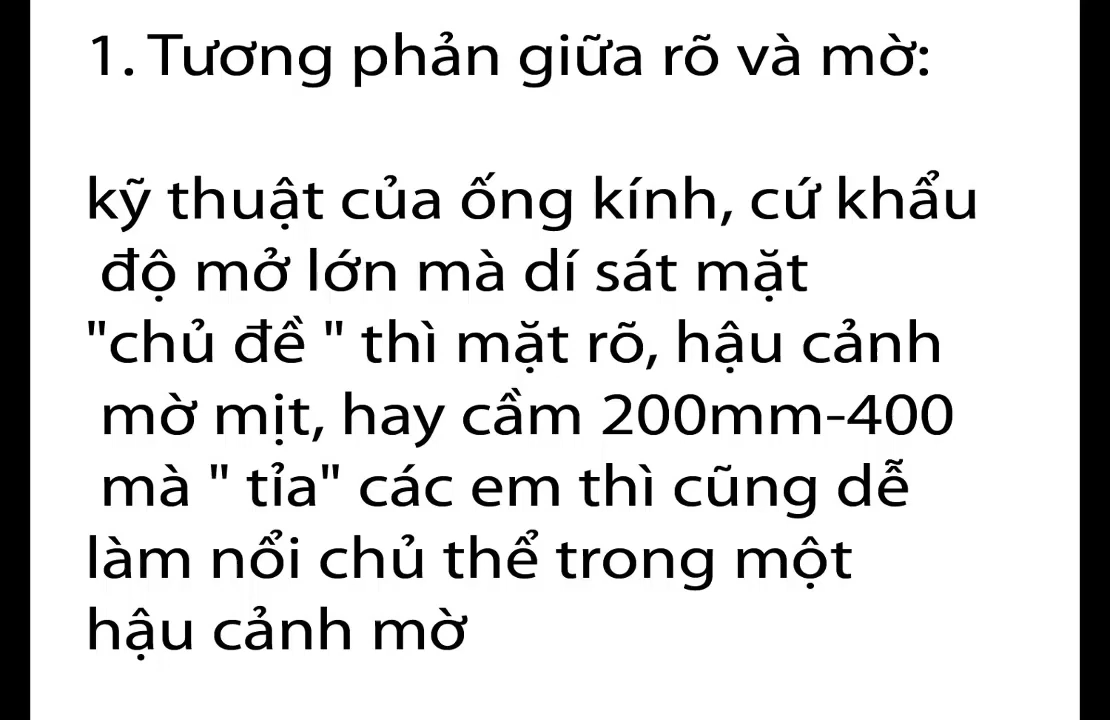 1. Tương phản giữa rõ và mờ:
kỹ thuật của ống kính, cứ khẩu
độ mở lớn mà dí sát mặt
"chủ đề " thì mặt rõ, hậu cảnh
mờ mịt, hay cầm 200mm-400
mà " tỉa" các em thì cũng dễ
làm nổi chủ thể trong một
hậu cảnh mờ